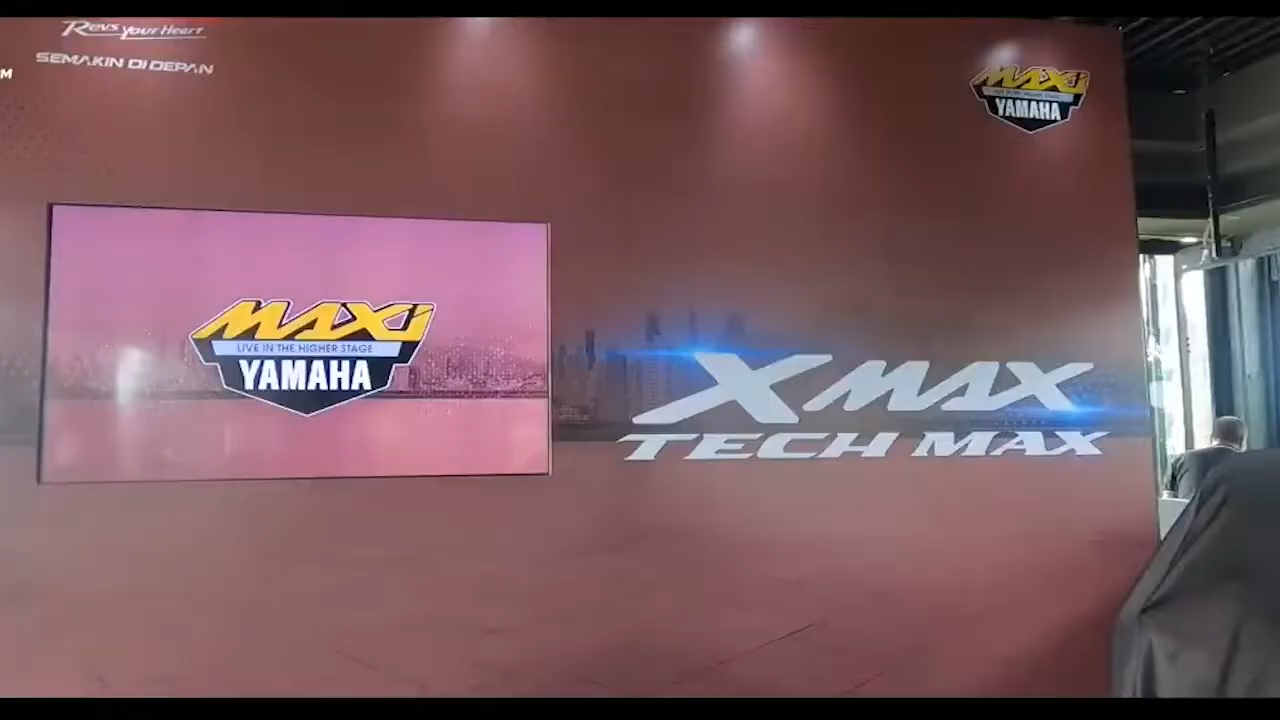 Revs Your Heart
SEMAKIN DI DEPAN
MAXi
YAMAHA
MAXi
LIVE IN THE HIGHER STAGE
YAMAHA
XMAX
TECH MAX